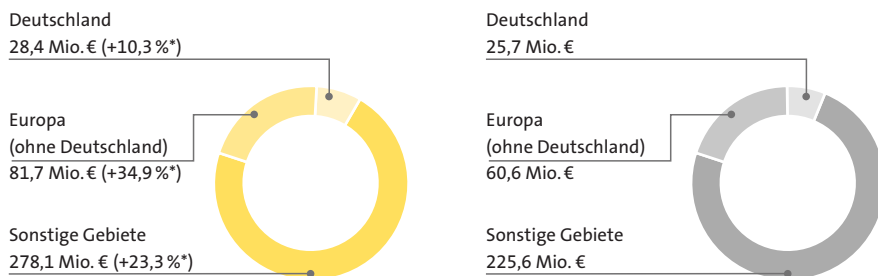 Deutschland
28,4 Mio. € (+10,3 %*)
Europa
(ohne Deutschland)
81,7 Mio. € (+34,9 %*)
Sonstige Gebiete
278,1 Mio. € (+23,3 %*)
Deutschland
25,7 Mio. €
Europa
(ohne Deutschland)
60,6 Mio. €
Sonstige Gebiete
225,6 Mio. €